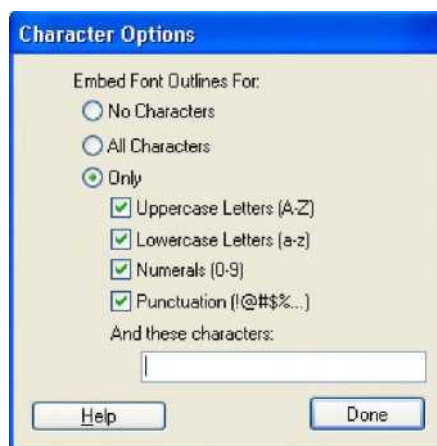 Character Options
Embed Font Outlines For:
No Characters
All Characters
Only
Uppercase Letters (A-Z)
Lowercase Letters (a-z)
Numerals (0-9)
Punctuation (!@#$%...)
And these characters:
Help Done